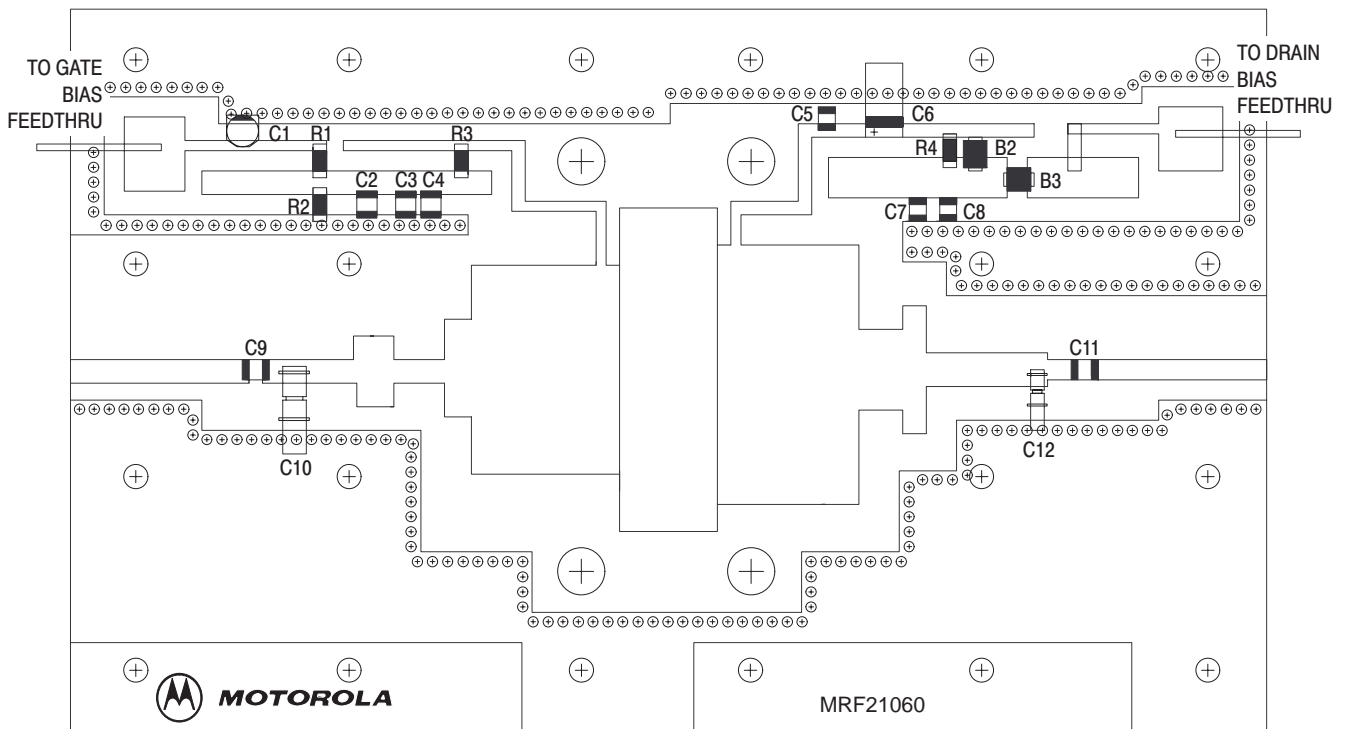 TO GATE
BIAS
FEEDTHRU
TO DRAIN
BIAS
FEEDTHRU
C1
R1
R3
C5
C6
R4
B2
B3
R2
C2
C3
C4
C7
C8
C9
C11
C10
C12
MOTOROLA
MRF21060